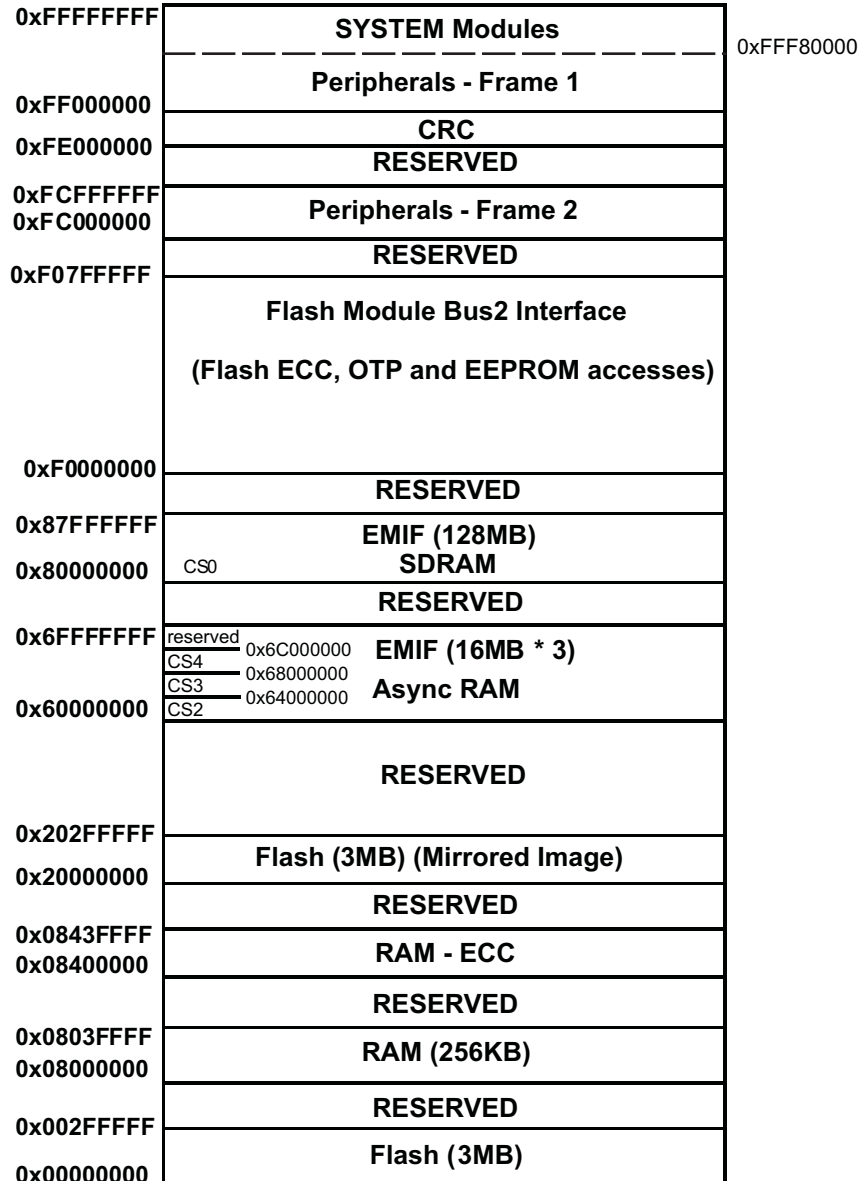 0xFFFFFFFF
SYSTEM Modules
0xFFF80000
Peripherals - Frame 1
0xFF000000
CRC
0xFE000000
RESERVED
0xFCFFFFFF
Peripherals - Frame 2
0xFC000000
RESERVED
0xF07FFFFF
Flash Module Bus2 Interface
(Flash ECC, OTP and EEPROM accesses)
0xF0000000
RESERVED
0x87FFFFFF
EMIF (128MB)
0x80000000
CS0
SDRAM
RESERVED
0x6FFFFFFF
reserved
0x6C000000
EMIF (16MB * 3)
CS4
0x68000000
CS3
Async RAM
0x64000000
0x60000000
CS2
RESERVED
0x202FFFFF
Flash (3MB) (Mirrored Image)
0x20000000
RESERVED
0x0843FFFF
RAM - ECC
0x08400000
RESERVED
0x0803FFFF
RAM (256KB)
0x08000000
RESERVED
0x002FFFFF
Flash (3MB)
0x00000000